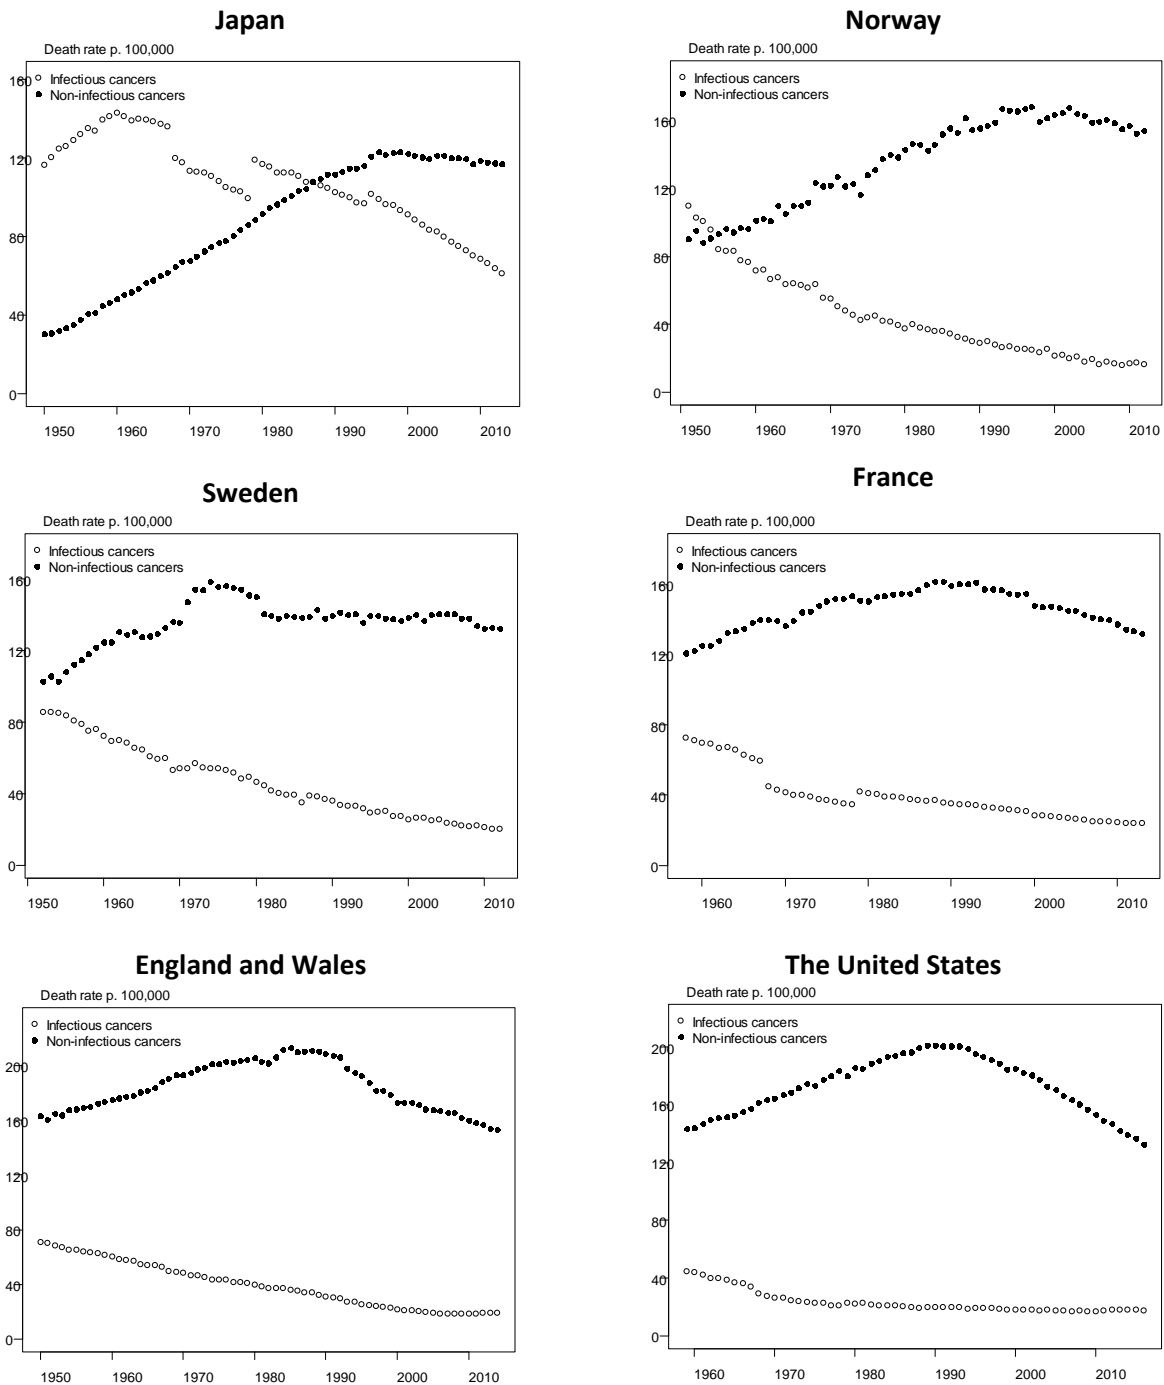 Japan
Death rate p. 100,000
Infectious cancers
Non-infectious cancers
160
120
80
40
0
1950 1960 1970 1980 1990 2000 2010
Norway
Death rate p. 100,000
Infectious cancers
Non-infectious cancers
160
120
80
40
0
1950 1960 1970 1980 1990 2000 2010
Sweden
Death rate p. 100,000
Infectious cancers
Non-infectious cancers
160
120
80
40
0
1950 1960 1970 1980 1990 2000 2010
France
Death rate p. 100,000
Infectious cancers
Non-infectious cancers
160
120
80
40
0
1960 1970 1980 1990 2000 2010
England and Wales
Death rate p. 100,000
Infectious cancers
Non-infectious cancers
200
160
120
80
40
0
1950 1960 1970 1980 1990 2000 2010
The United States
Death rate p. 100,000
Infectious cancers
Non-infectious cancers
200
160
120
80
40
0
1960 1970 1980 1990 2000 2010